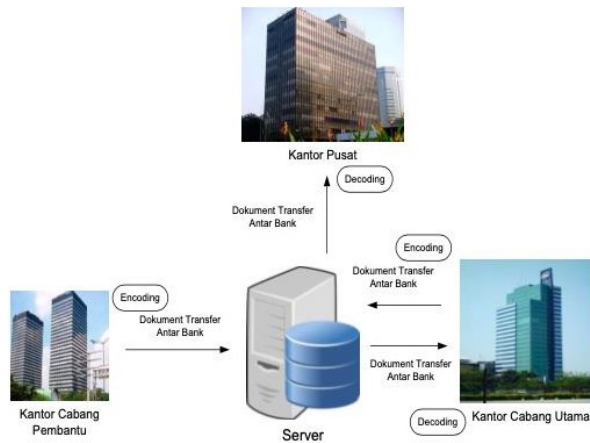 Kantor Pusat
Decoding
Dokument Transfer
Antar Bank
Encoding
Dokument Transfer
Antar Bank
Encoding
Dokument Transfer
Antar Bank
Dokument Transfer
Antar Bank
Kantor Cabang
Pembantu
Server
Decoding
Kantor Cabang Utama